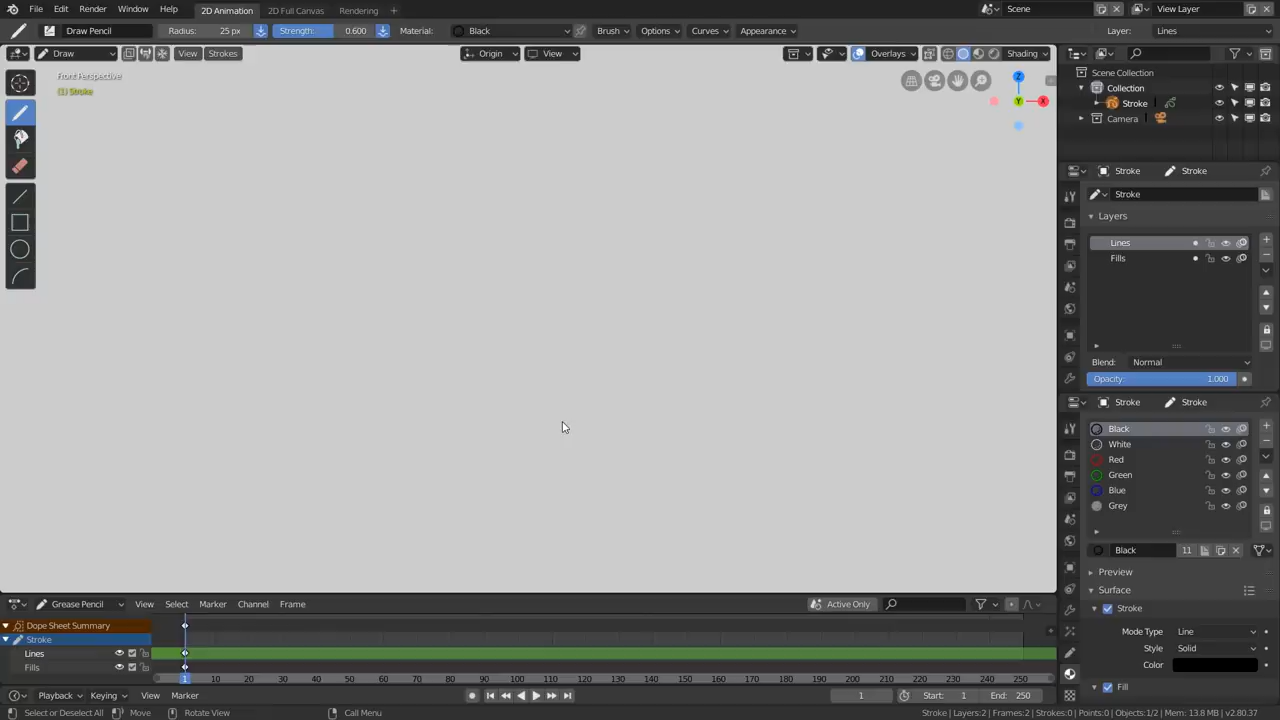 File Edit Render Window Help 2D Animation 2D Full Canvas Rendering + Scene View Layer
Draw Pencil Radius: 25 px Strength: 0.600 Material: Black Brush Options Curves Appearance Layer: Lines
Draw View Strokes Origin View Overlays Shading
Front Perspective
(1) Stroke
Z
Y
X
Scene Collection
Collection
Stroke
Camera
Stroke Stroke
Stroke
Layers
Lines
Fills
Blend: Normal
Opacity: 1.000
Stroke Stroke
Black
White
Red
Green
Blue
Grey
Black 11
Preview
Surface
Stroke
Mode Type Line
Style Solid
Color
Fill
Grease Pencil View Select Marker Channel Frame Active Only
Dope Sheet Summary
Stroke
Lines
Fills
1 10 20 30 40 50 60 70 80 90 100 110 120 130 140 150 160 170 180 190 200 210 220 230 240 250
Playback Keying View Marker 1 Start: 1 End: 250
Select or Deselect All Move Rotate View Call Menu Stroke | Layers:2 | Frames:2 | Strokes:0 | Points:0 | Objects:1/2 | Mem: 13.8 MB | v2.80.37